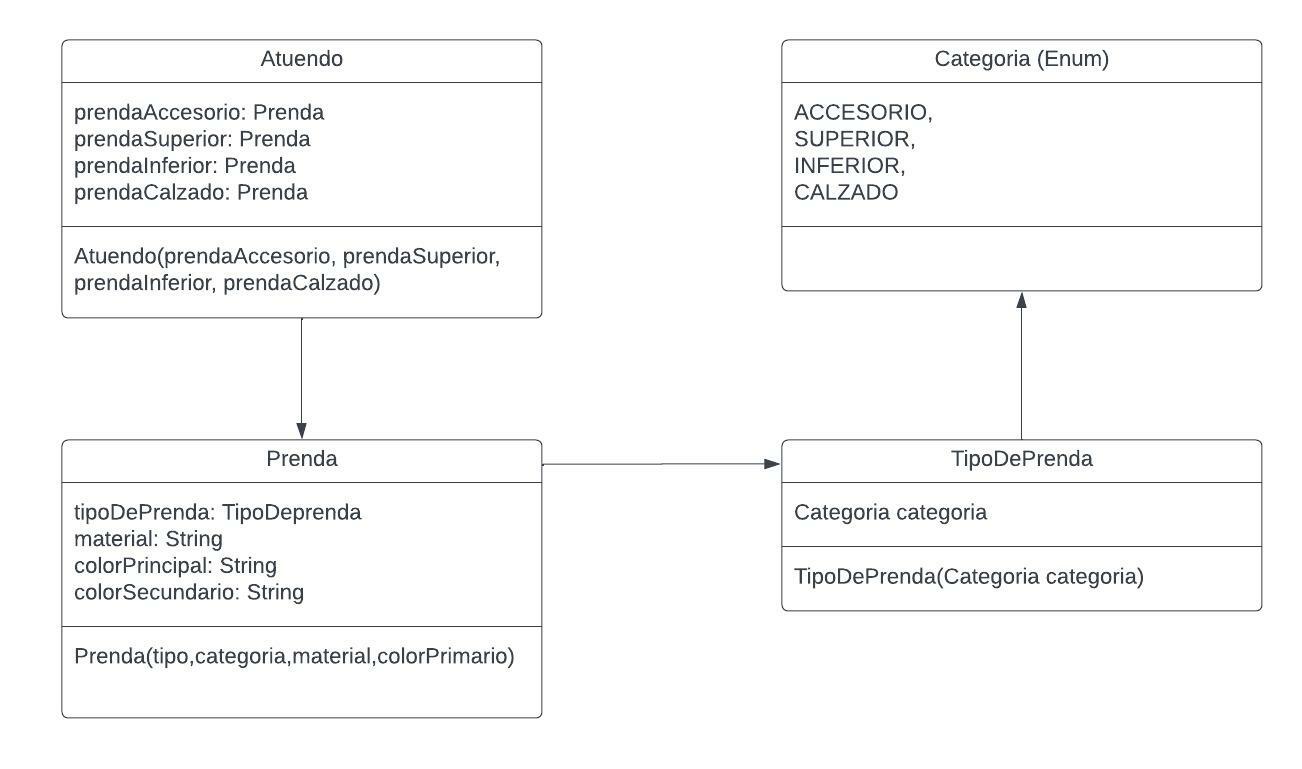 Atuendo
prendaAccesorio: Prenda
prendaSuperior: Prenda
prendaInferior: Prenda
prendaCalzado: Prenda
Atuendo(prendaAccesorio, prendaSuperior,
prendaInferior, prendaCalzado)
Categoria (Enum)
ACCESORIO,
SUPERIOR,
INFERIOR,
CALZADO
Prenda
tipoDePrenda: TipoDeprenda
material: String
colorPrincipal: String
colorSecundario: String
Prenda(tipo,categoria,material,colorPrimario)
TipoDePrenda
Categoria categoria
TipoDePrenda(Categoria categoria)